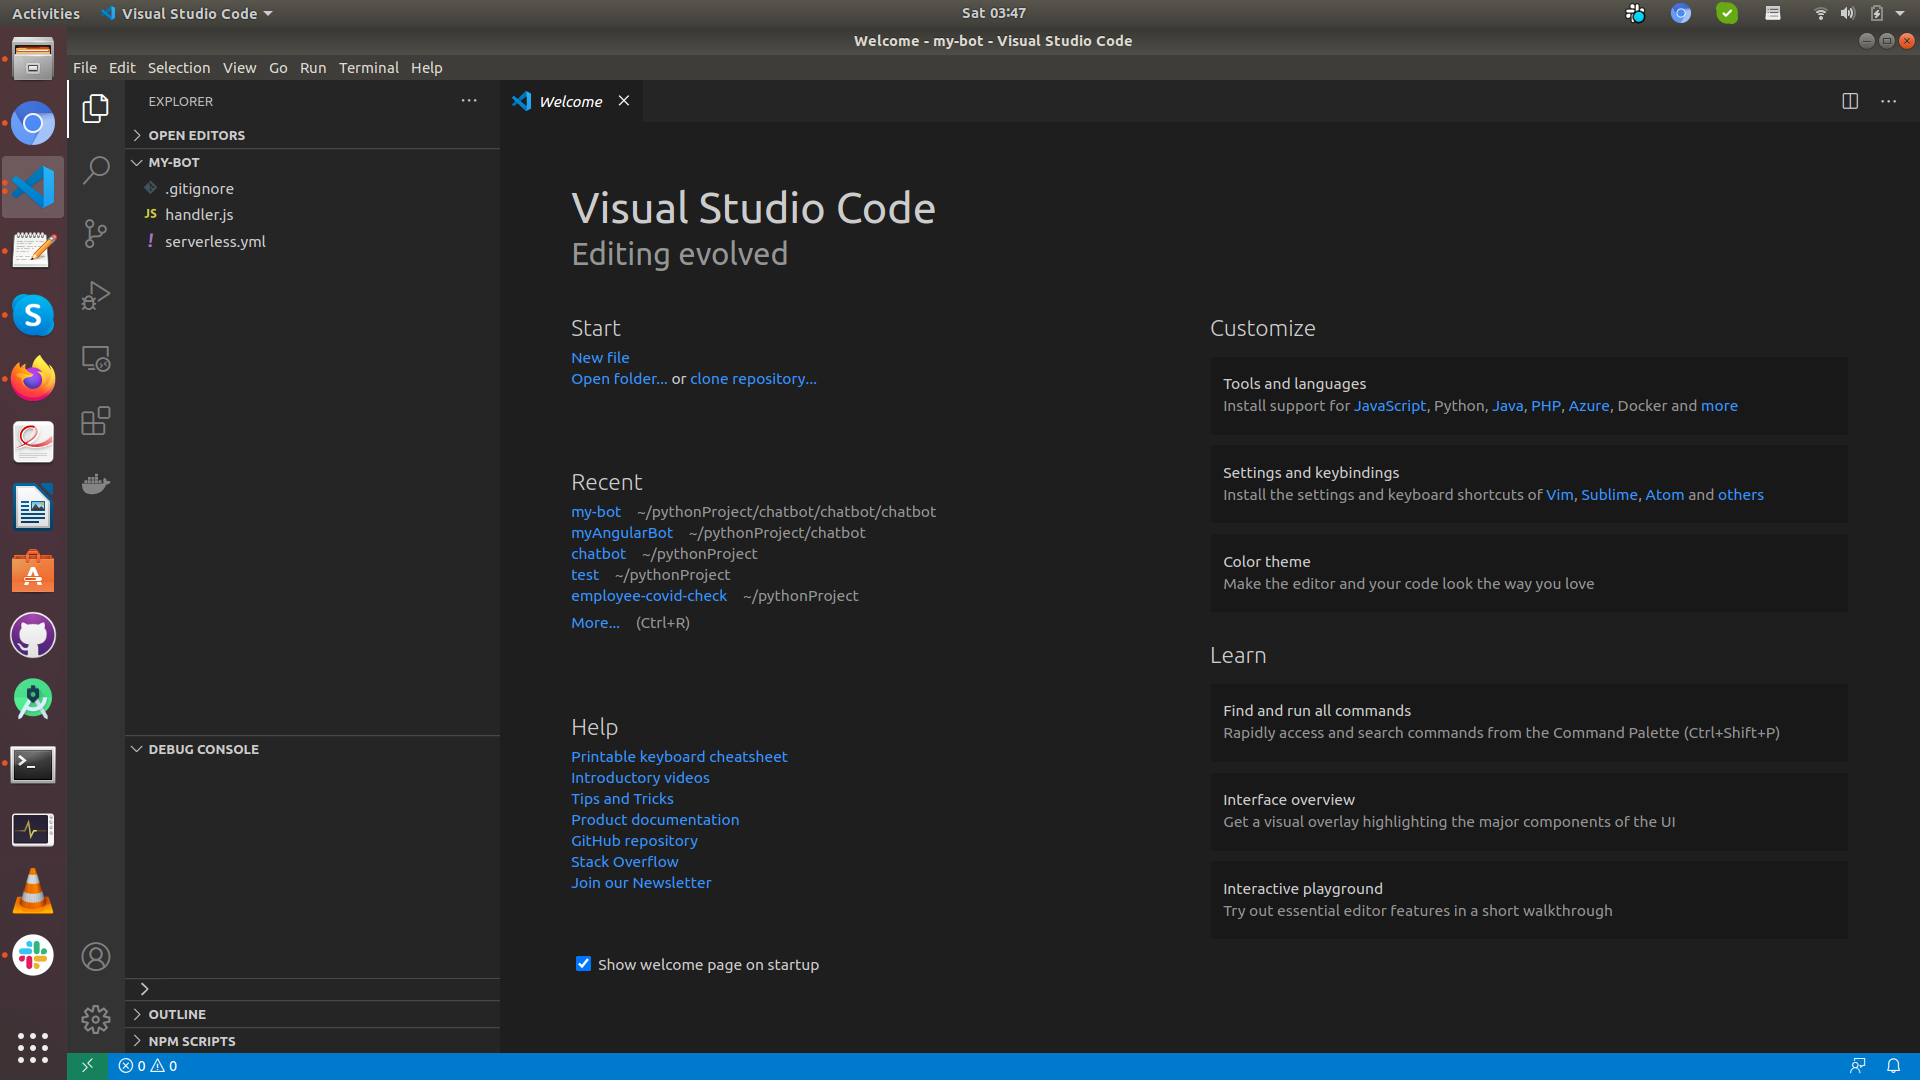 Activities
Visual Studio Code
Sat 03:47
Welcome - my-bot - Visual Studio Code
File Edit Selection View Go Run Terminal Help
EXPLORER
OPEN EDITORS
MY-BOT
.gitignore
JS handler.js
! serverless.yml
DEBUG CONSOLE
OUTLINE
NPM SCRIPTS
Welcome
Visual Studio Code
Editing evolved
Start
New file
Open folder... or clone repository...
Recent
my-bot ~/pythonProject/chatbot/chatbot/chatbot
myAngularBot ~/pythonProject/chatbot
chatbot ~/pythonProject
test ~/pythonProject
employee-covid-check ~/pythonProject
More... (Ctrl+R)
Help
Printable keyboard cheatsheet
Introductory videos
Tips and Tricks
Product documentation
GitHub repository
Stack Overflow
Join our Newsletter
Show welcome page on startup
Customize
Tools and languages
Install support for JavaScript, Python, Java, PHP, Azure, Docker and more
Settings and keybindings
Install the settings and keyboard shortcuts of Vim, Sublime, Atom and others
Color theme
Make the editor and your code look the way you love
Learn
Find and run all commands
Rapidly access and search commands from the Command Palette (Ctrl+Shift+P)
Interface overview
Get a visual overlay highlighting the major components of the UI
Interactive playground
Try out essential editor features in a short walkthrough
0 0